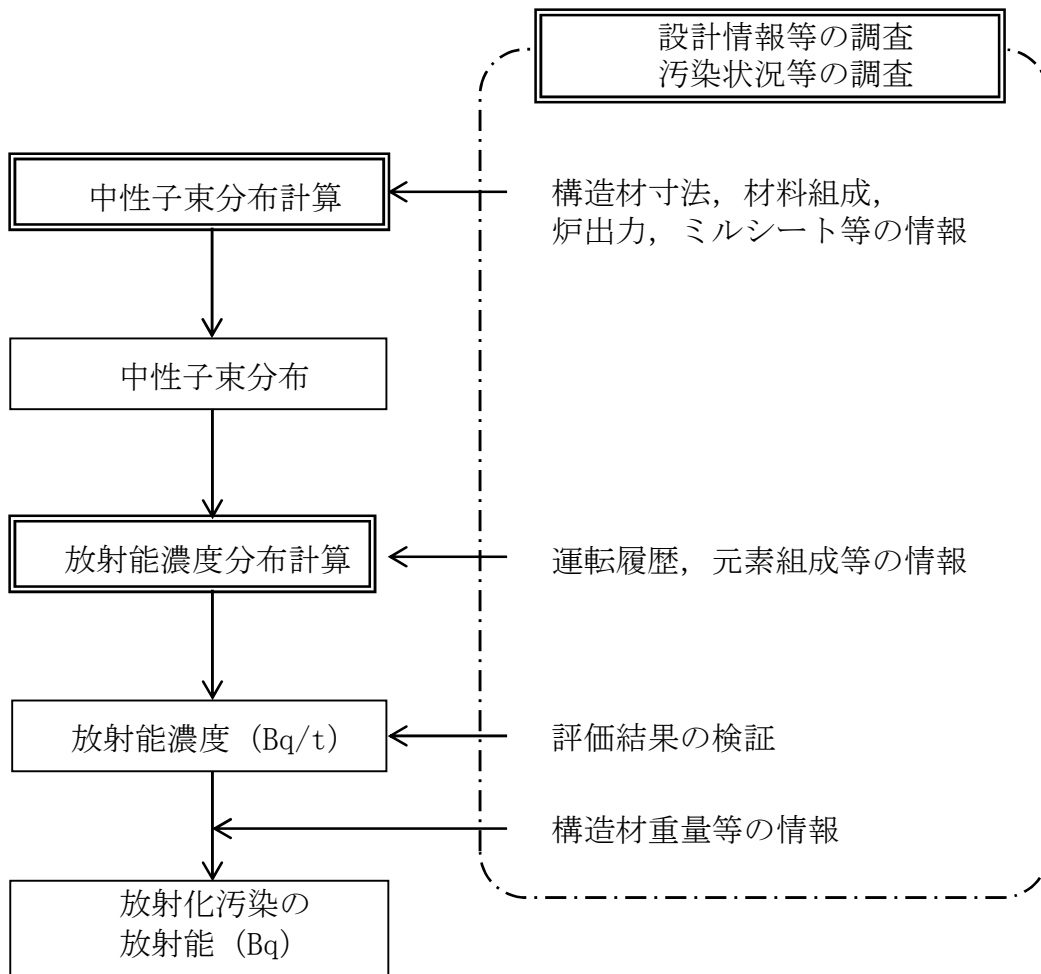 設計情報等の調査
汚染状況等の調査
中性子束分布計算
構造材寸法，材料組成，
炉出力，ミルシート等の情報
中性子束分布
放射能濃度分布計算
運転履歴，元素組成等の情報
放射能濃度（Bq/t）
評価結果の検証
構造材重量等の情報
放射化汚染の
放射能（Bq）